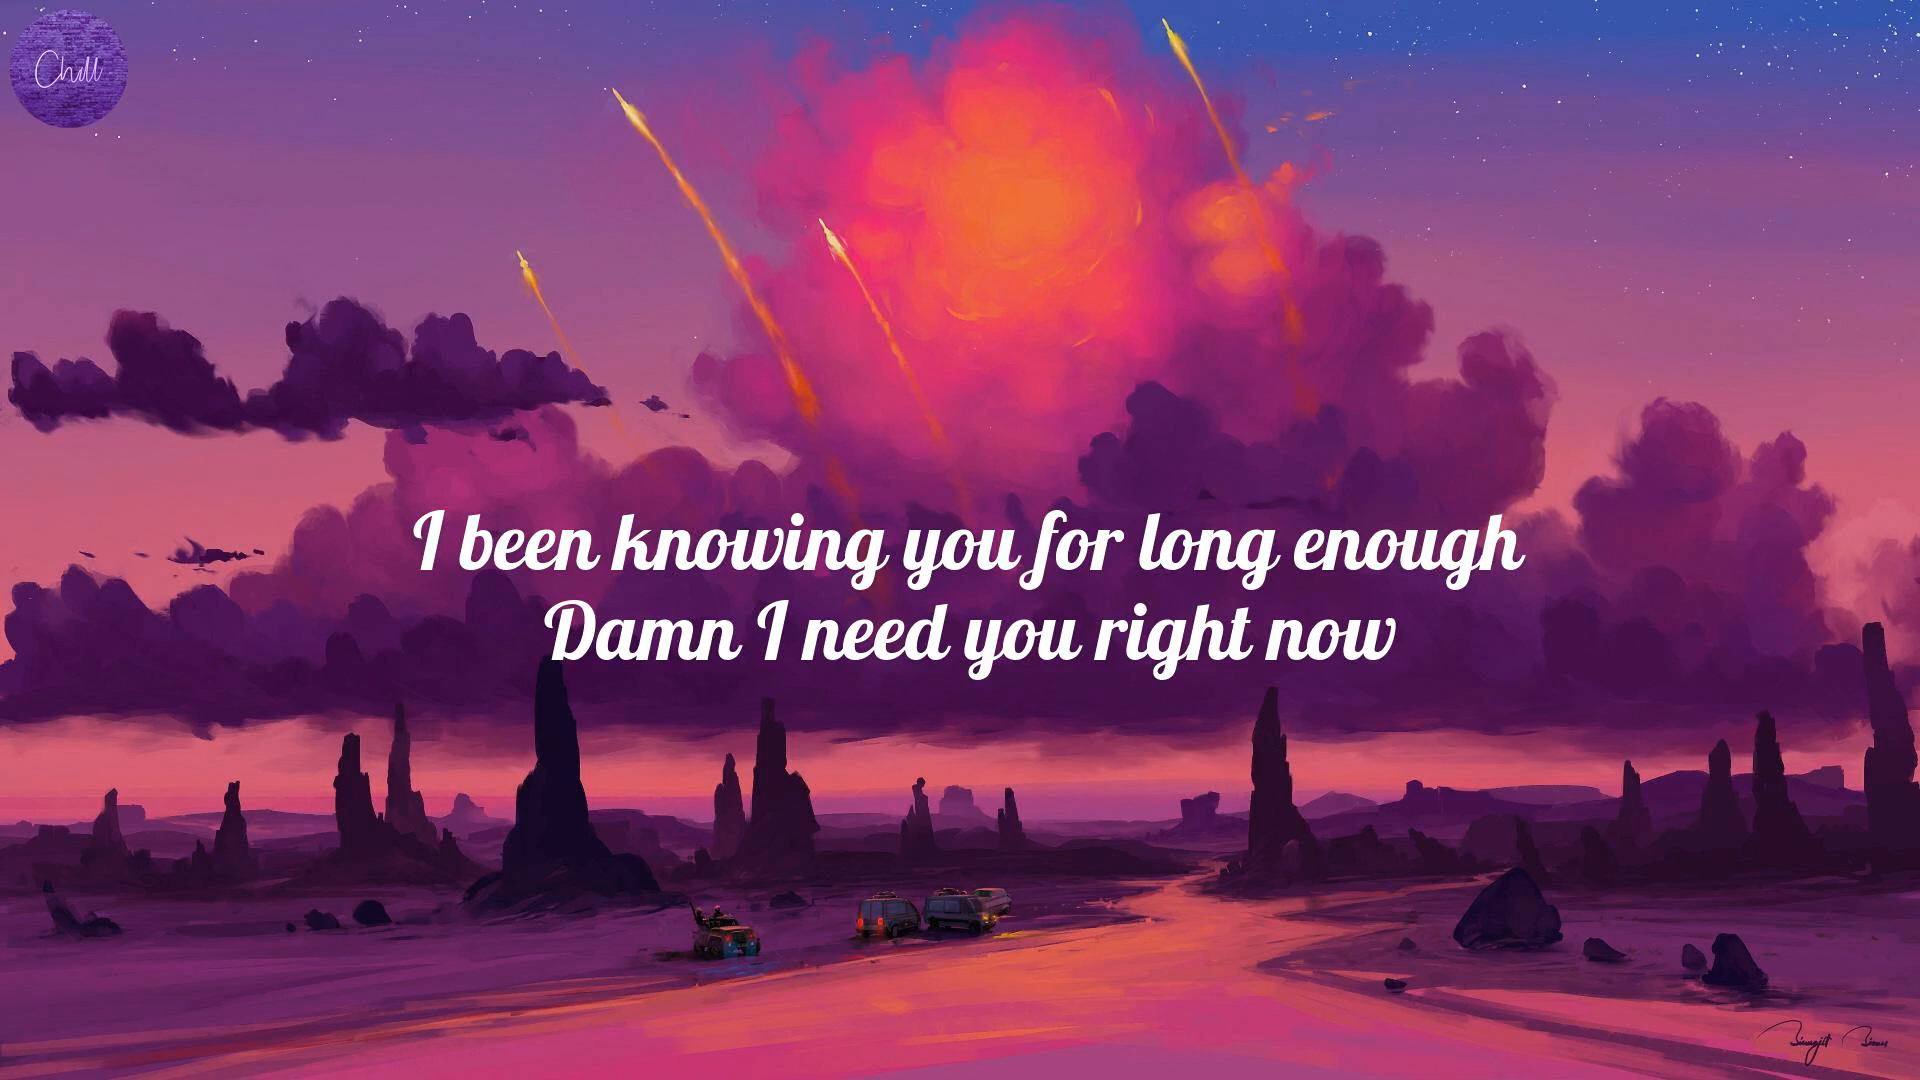 Chill
I been knowing you for long enough
Damn I need you right now